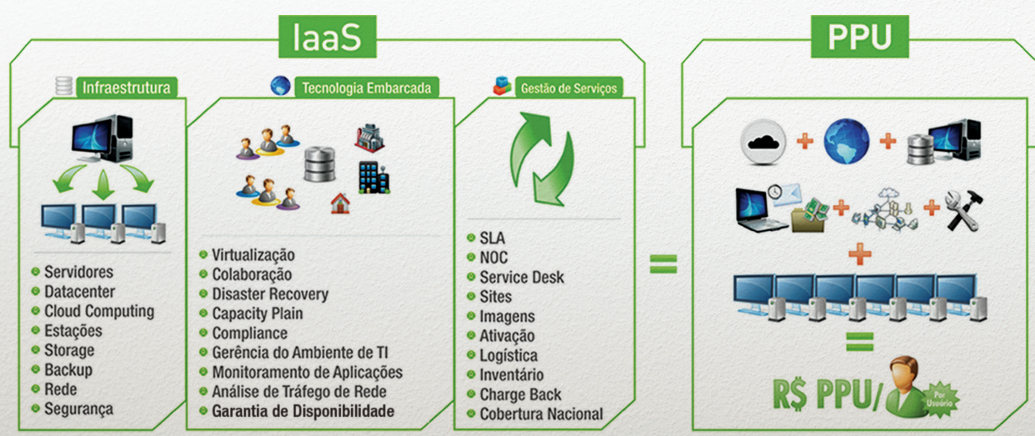 IaaS
PPU
Infraestrutura
Tecnologia Embarcada
Gestão de Serviços
Servidores
Datacenter
Cloud Computing
Estações
Storage
Backup
Rede
Segurança
Virtualização
Colaboração
Disaster Recovery
Capacity Plain
Compliance
Gerência do Ambiente de TI
Monitoramento de Aplicações
Análise de Tráfego de Rede
Garantia de Disponibilidade
SLA
NOC
Service Desk
Sites
Imagens
Ativação
Logística
Inventário
Charge Back
Cobertura Nacional
=
+ +
+ +
+
=
R$ PPU/
Por
Usuário